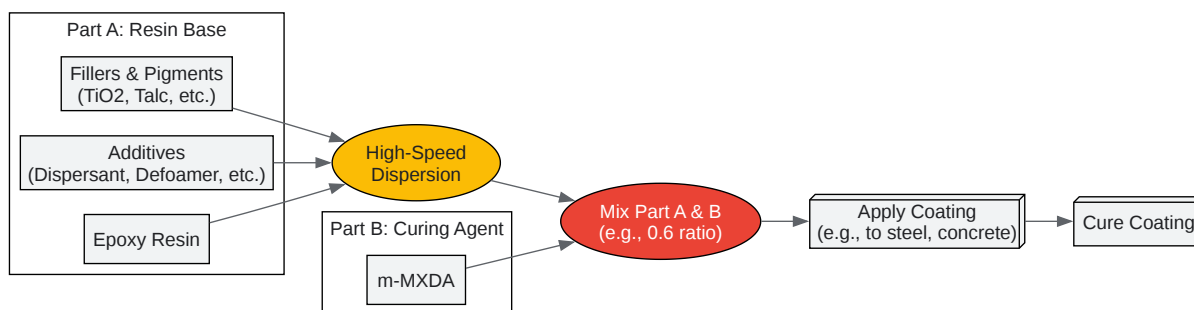 Part A: Resin Base
Fillers & Pigments
(TiO2, Talc, etc.)
Additives
(Dispersant, Defoamer, etc.)
Epoxy Resin
High-Speed
Dispersion
Part B: Curing Agent
m-MXDA
Mix Part A & B
(e.g., 0.6 ratio)
Apply Coating
(e.g., to steel, concrete)
Cure Coating